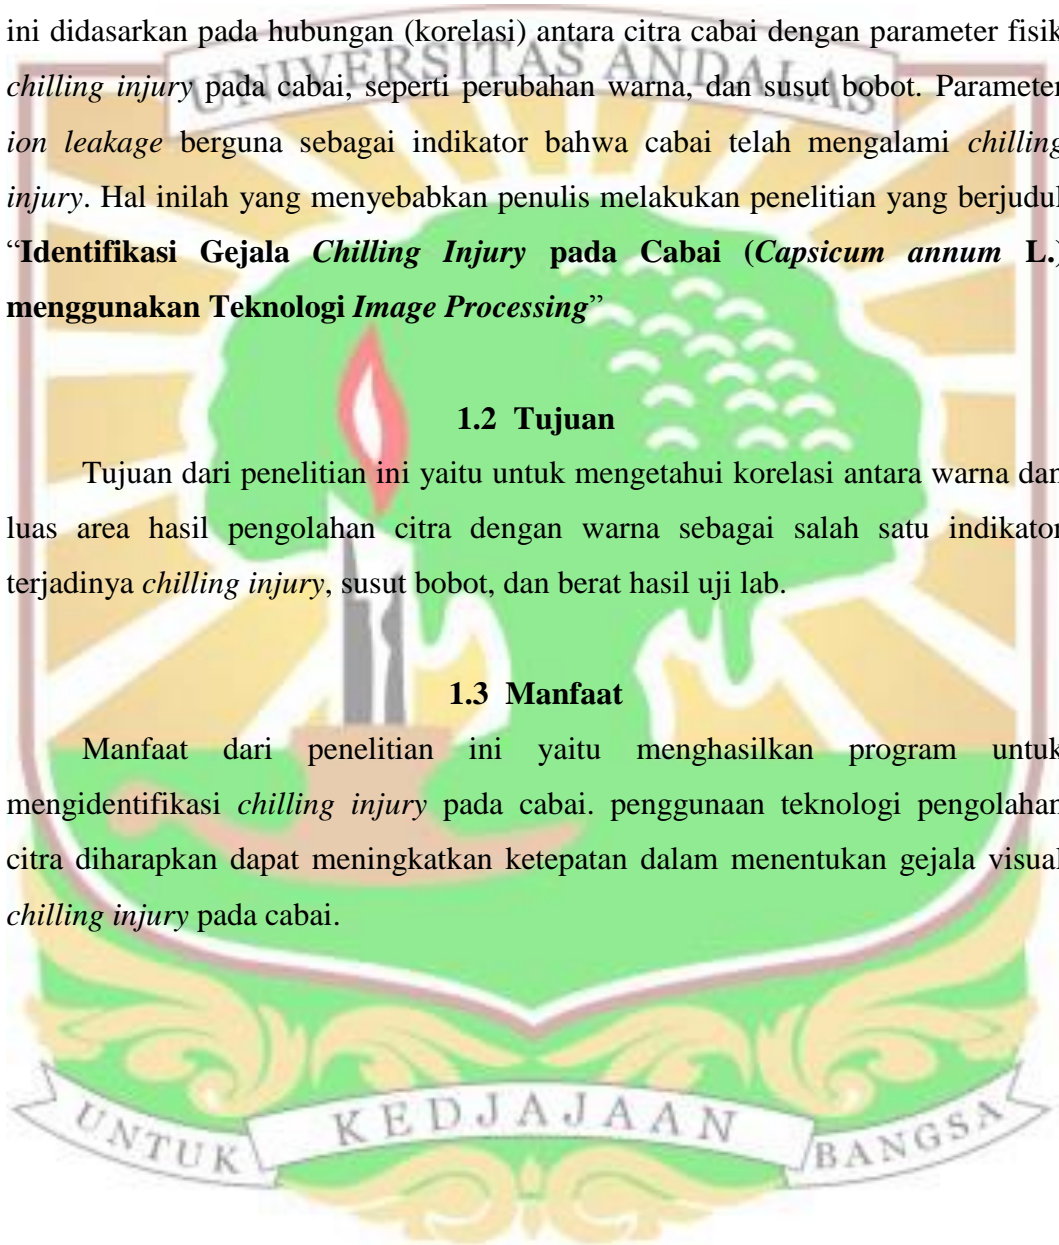 ini didasarkan pada hubungan (korelasi) antara citra cabai dengan parameter fisik
UNIVERSITAS ANDALAS
chilling injury pada cabai, seperti perubahan warna, dan susut bobot. Parameter
ion leakage berguna sebagai indikator bahwa cabai telah mengalami chilling
injury. Hal inilah yang menyebabkan penulis melakukan penelitian yang berjudul
“Identifikasi Gejala Chilling Injury pada Cabai (Capsicum annum L.)
menggunakan Teknologi Image Processing”
1.2 Tujuan
Tujuan dari penelitian ini yaitu untuk mengetahui korelasi antara warna dan
luas area hasil pengolahan citra dengan warna sebagai salah satu indikator
terjadinya chilling injury, susut bobot, dan berat hasil uji lab.
1.3 Manfaat
Manfaat dari penelitian ini yaitu menghasilkan program untuk
mengidentifikasi chilling injury pada cabai. penggunaan teknologi pengolahan
citra diharapkan dapat meningkatkan ketepatan dalam menentukan gejala visual
chilling injury pada cabai.
UNTUK KEDJAJAAN BANGSA